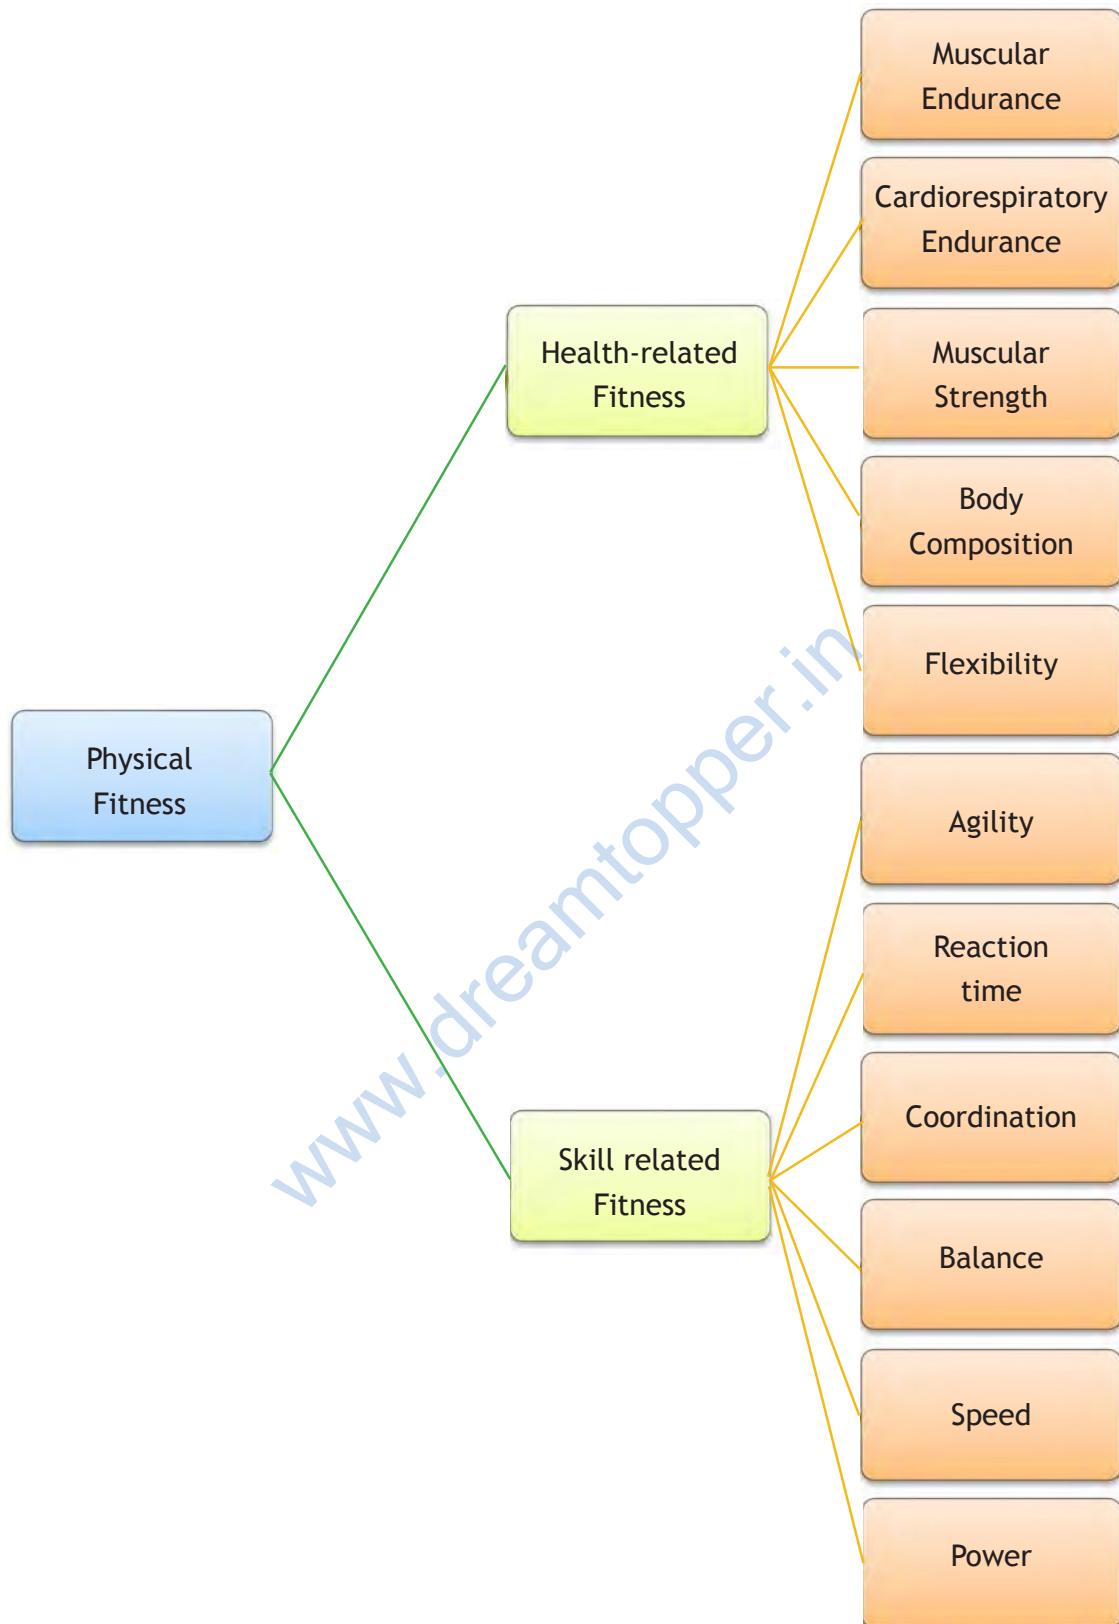 Muscular
Endurance
Cardiorespiratory
Endurance
Health-related
Fitness
Muscular
Strength
Body
Composition
Flexibility
Physical
Fitness
Agility
Reaction
time
Coordination
Skill related
Fitness
Balance
Speed
Power
www.dreamtopper.in